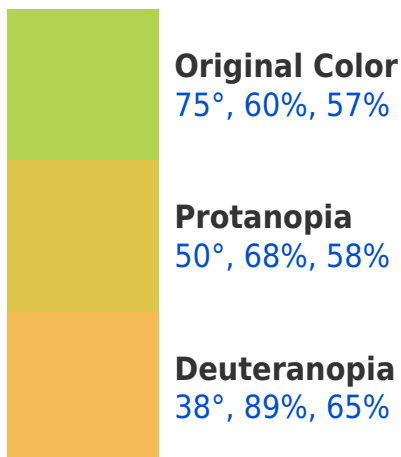 Original Color
75°, 60%, 57%
Protanopia
50°, 68%, 58%
Deuteranopia
38°, 89%, 65%